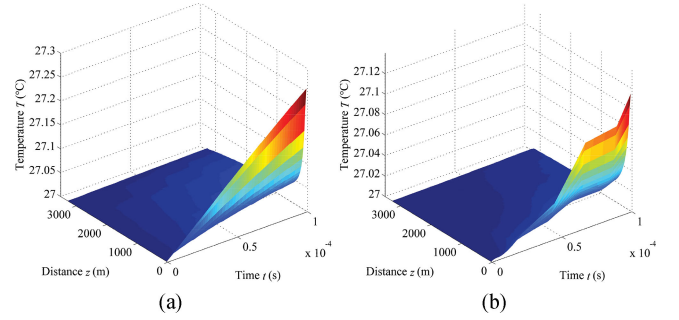 27.3
27.25
27.2
27.15
27.1
27.05
27
Temperature T (°C)
3000
2000
1000
0
Distance z (m)
0
0.5
1
x 10⁻⁴
Time t (s)
(a)
27.12
27.1
27.08
27.06
27.04
27.02
27
Temperature T (°C)
3000
2000
1000
0
Distance z (m)
0
0.5
1
x 10⁻⁴
Time t (s)
(b)